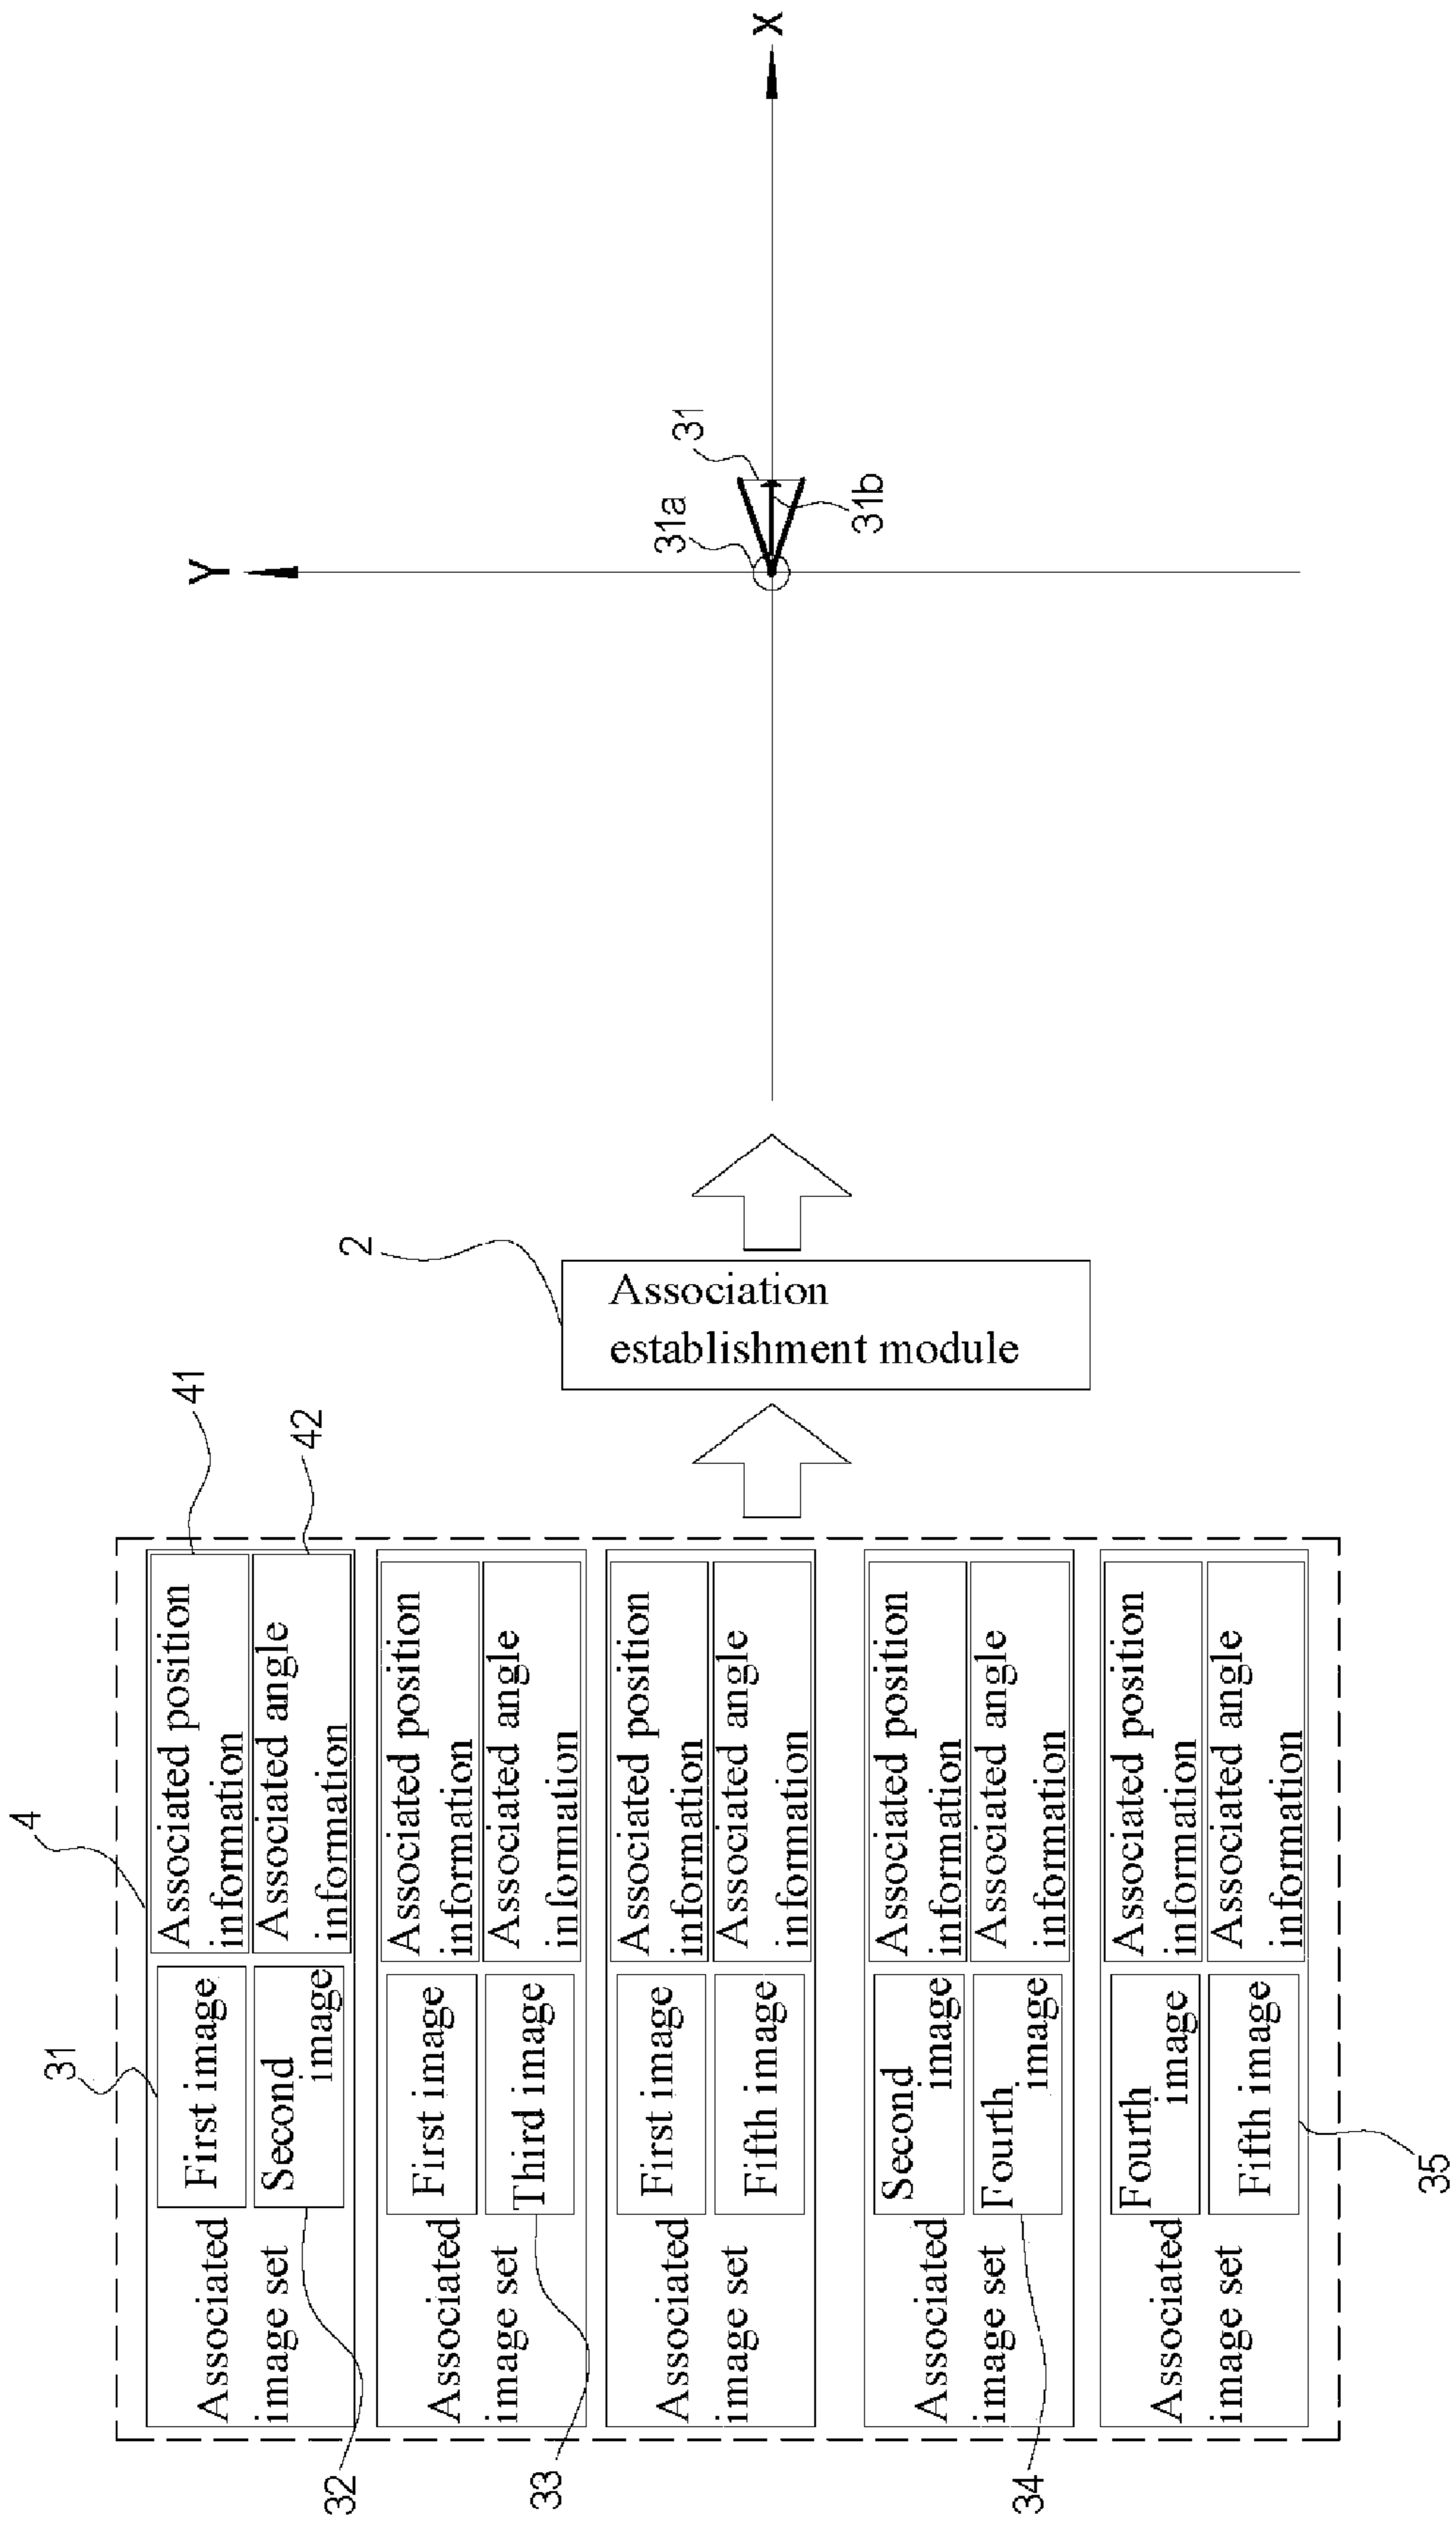 4
31
41
42
Associated
image set
First image
Second
image
Associated position
information
Associated angle
information
32
Associated
image set
First image
Third image
Associated position
information
Associated angle
information
33
Associated
image set
First image
Fifth image
Associated position
information
Associated angle
information
Associated
image set
Second
image
Fourth
image
Associated position
information
Associated angle
information
34
Associated
image set
Fourth
image
Fifth image
Associated position
information
Associated angle
information
35
2
Association
establishment module
Y
31a
31
31b
X